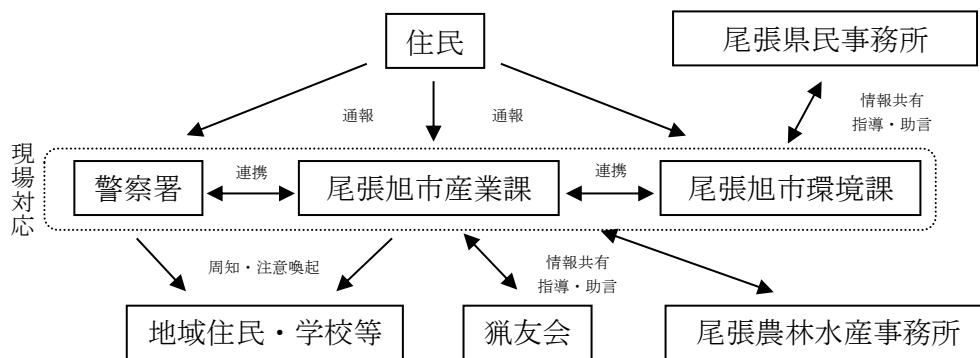 住民
尾張県民事務所
通報
通報
情報共有
指導・助言
現場対応
警察署
連携
尾張旭市産業課
連携
尾張旭市環境課
周知・注意喚起
情報共有
指導・助言
地域住民・学校等
猟友会
尾張農林水産事務所